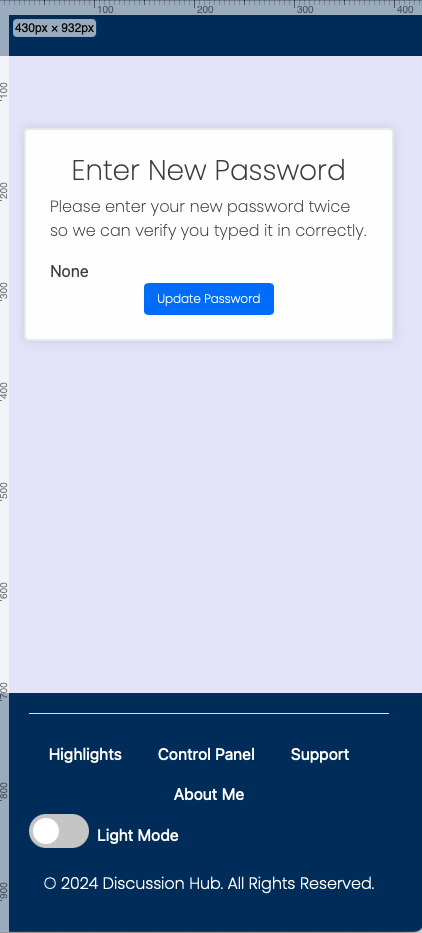 100 200 300 400
430px × 932px
100
200
Enter New Password
Please enter your new password twice
so we can verify you typed it in correctly.
None
300
Update Password
400
500
600
700
Highlights Control Panel Support
800
About Me
Light Mode
900
© 2024 Discussion Hub. All Rights Reserved.